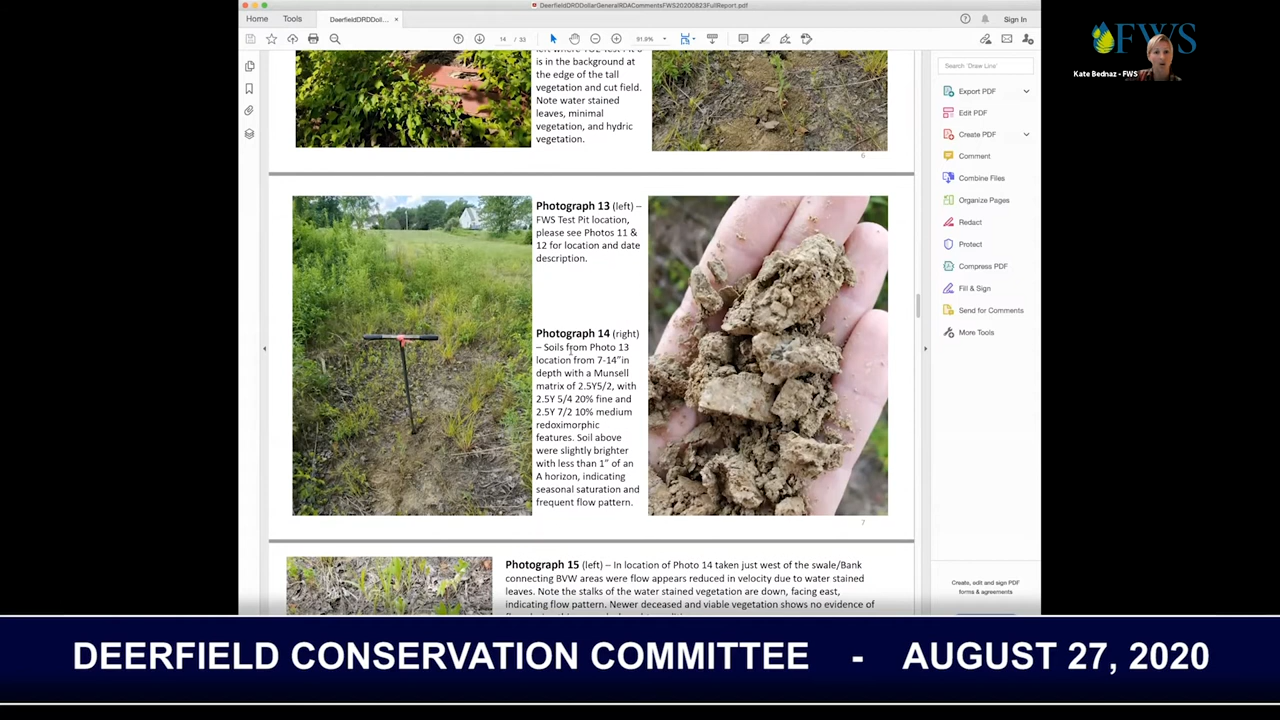 DeerfieldDRDDollarGeneralRDACommentsFWS20200823FullReport.pdf
Home
Tools
DeerfieldDRDDoll... ×
Sign In
14 / 33
91.9%
FWS
Kate Bednaz - FWS
Search 'Draw Line'
Export PDF
Edit PDF
Create PDF
Comment
Combine Files
Organize Pages
Redact
Protect
Compress PDF
Fill & Sign
Send for Comments
More Tools
Create, edit and sign PDF
forms & agreements
is in the background at
the edge of the tall
vegetation and cut field.
Note water stained
leaves, minimal
vegetation, and hydric
vegetation.
6
Photograph 13 (left) –
FWS Test Pit location,
please see Photos 11 &
12 for location and date
description.
Photograph 14 (right)
– Soils from Photo 13
location from 7-14"in
depth with a Munsell
matrix of 2.5Y5/2, with
2.5Y 5/4 20% fine and
2.5Y 7/2 10% medium
redoximorphic
features. Soil above
were slightly brighter
with less than 1" of an
A horizon, indicating
seasonal saturation and
frequent flow pattern.
7
Photograph 15 (left) – In location of Photo 14 taken just west of the swale/Bank
connecting BVW areas were flow appears reduced in velocity due to water stained
leaves. Note the stalks of the water stained vegetation are down, facing east,
indicating flow pattern. Newer deceased and viable vegetation shows no evidence of
DEERFIELD CONSERVATION COMMITTEE - AUGUST 27, 2020